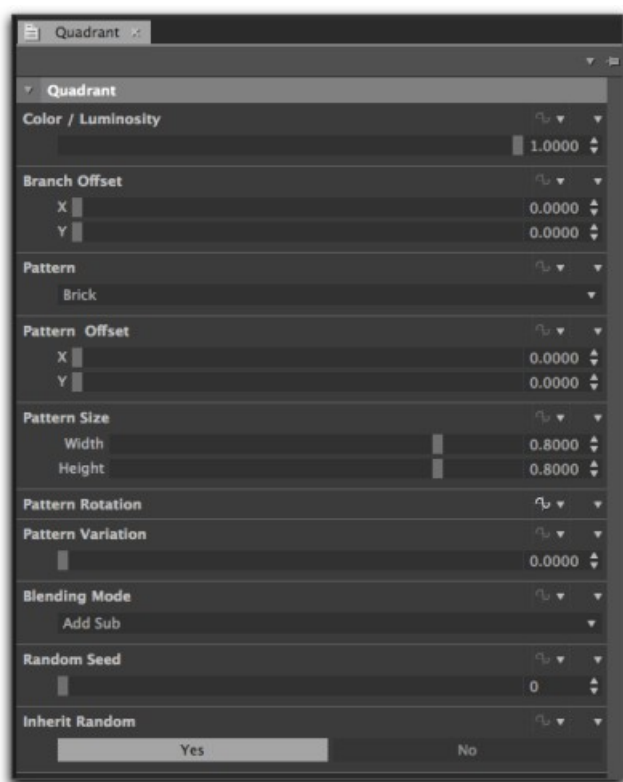 Quadrant
Quadrant
Color / Luminosity
1.0000
Branch Offset
X 0.0000
Y 0.0000
Pattern
Brick
Pattern Offset
X 0.0000
Y 0.0000
Pattern Size
Width 0.8000
Height 0.8000
Pattern Rotation
Pattern Variation
0.0000
Blending Mode
Add Sub
Random Seed
0
Inherit Random
Yes No